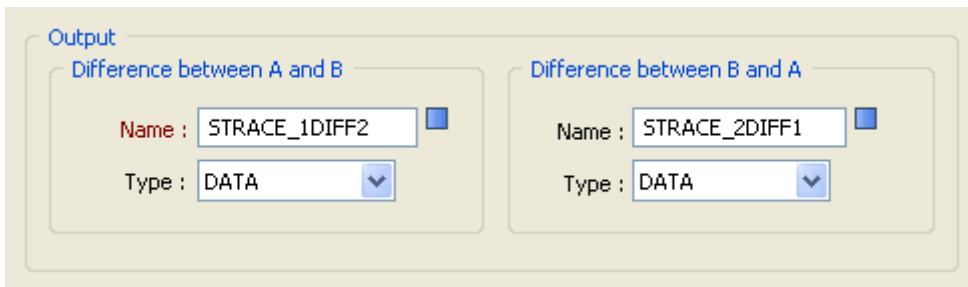 Output
Difference between A and B
Name : STRACE_1DIFF2
Type : DATA
Difference between B and A
Name : STRACE_2DIFF1
Type : DATA